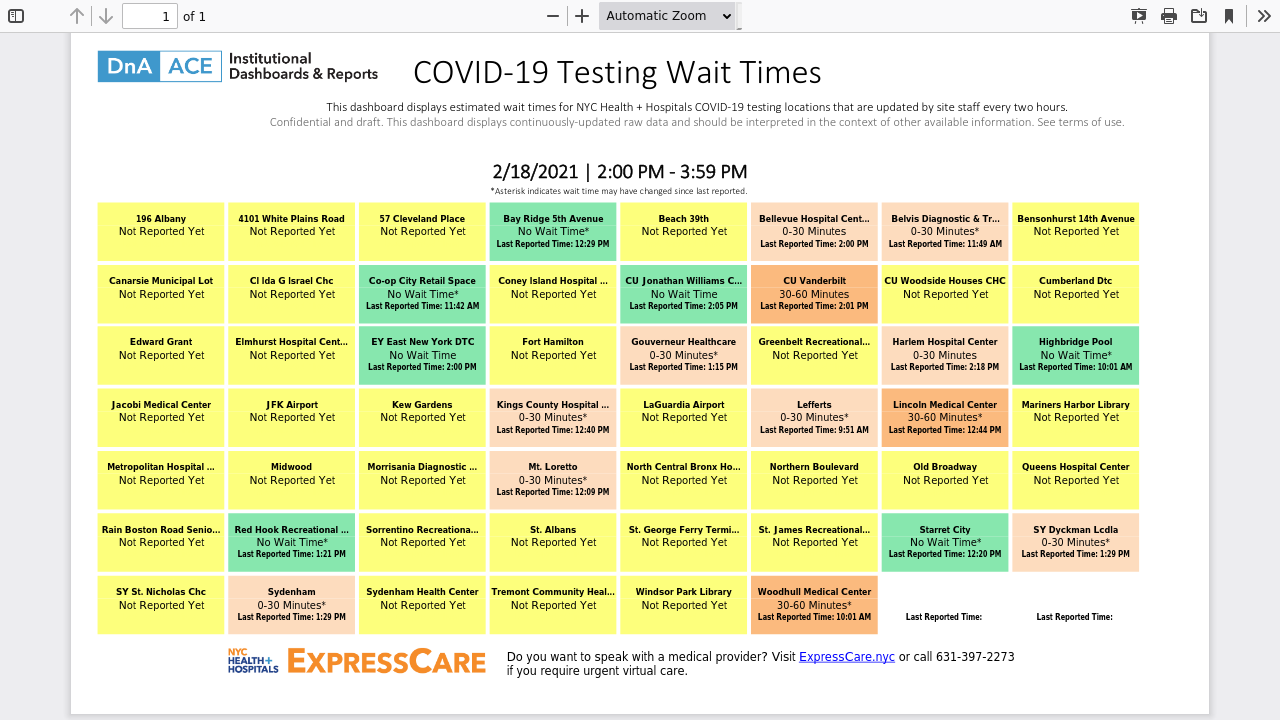 1 of 1 Automatic Zoom
DnA ACE Institutional
Dashboards & Reports
COVID-19 Testing Wait Times
This dashboard displays estimated wait times for NYC Health + Hospitals COVID-19 testing locations that are updated by site staff every two hours.
Confidential and draft. This dashboard displays continuously-updated raw data and should be interpreted in the context of other available information. See terms of use.
2/18/2021 | 2:00 PM - 3:59 PM
*Asterisk indicates wait time may have changed since last reported.
196 Albany 4101 White Plains Road 57 Cleveland Place Bay Ridge 5th Avenue Beach 39th Bellevue Hospital Cent... Belvis Diagnostic & Tr... Bensonhurst 14th Avenue
Not Reported Yet Not Reported Yet Not Reported Yet No Wait Time* Not Reported Yet 0-30 Minutes 0-30 Minutes* Not Reported Yet
Last Reported Time: 12:29 PM Last Reported Time: 2:00 PM Last Reported Time: 11:49 AM
Canarsie Municipal Lot CI Ida G Israel Chc Co-op City Retail Space Coney Island Hospital ... CU Jonathan Williams C... CU Vanderbilt CU Woodside Houses CHC Cumberland Dtc
Not Reported Yet Not Reported Yet No Wait Time* Not Reported Yet No Wait Time 30-60 Minutes Not Reported Yet Not Reported Yet
Last Reported Time: 11:42 AM Last Reported Time: 2:05 PM Last Reported Time: 2:01 PM
Edward Grant Elmhurst Hospital Cent... EY East New York DTC Fort Hamilton Gouverneur Healthcare Greenbelt Recreational... Harlem Hospital Center Highbridge Pool
Not Reported Yet Not Reported Yet No Wait Time Not Reported Yet 0-30 Minutes* Not Reported Yet 0-30 Minutes No Wait Time*
Last Reported Time: 2:00 PM Last Reported Time: 1:15 PM Last Reported Time: 2:18 PM Last Reported Time: 10:01 AM
Jacobi Medical Center JFK Airport Kew Gardens Kings County Hospital ... LaGuardia Airport Lefferts Lincoln Medical Center Mariners Harbor Library
Not Reported Yet Not Reported Yet Not Reported Yet 0-30 Minutes* Not Reported Yet 0-30 Minutes* 30-60 Minutes* Not Reported Yet
Last Reported Time: 12:40 PM Last Reported Time: 9:51 AM Last Reported Time: 12:44 PM
Metropolitan Hospital ... Midwood Morrisania Diagnostic ... Mt. Loretto North Central Bronx Ho... Northern Boulevard Old Broadway Queens Hospital Center
Not Reported Yet Not Reported Yet Not Reported Yet 0-30 Minutes* Not Reported Yet Not Reported Yet Not Reported Yet Not Reported Yet
Last Reported Time: 12:09 PM
Rain Boston Road Senio... Red Hook Recreational ... Sorrentino Recreationa... St. Albans St. George Ferry Termi... St. James Recreational... Starret City SY Dyckman Lcdla
Not Reported Yet No Wait Time* Not Reported Yet Not Reported Yet Not Reported Yet Not Reported Yet No Wait Time* 0-30 Minutes*
Last Reported Time: 1:21 PM Last Reported Time: 12:20 PM Last Reported Time: 1:29 PM
SY St. Nicholas Chc Sydenham Sydenham Health Center Tremont Community Heal... Windsor Park Library Woodhull Medical Center
Not Reported Yet 0-30 Minutes* Not Reported Yet Not Reported Yet Not Reported Yet 30-60 Minutes*
Last Reported Time: 1:29 PM Last Reported Time: 10:01 AM Last Reported Time: Last Reported Time:
NYC
HEALTH+
HOSPITALS
EXPRESSCARE
Do you want to speak with a medical provider? Visit ExpressCare.nyc or call 631-397-2273
if you require urgent virtual care.